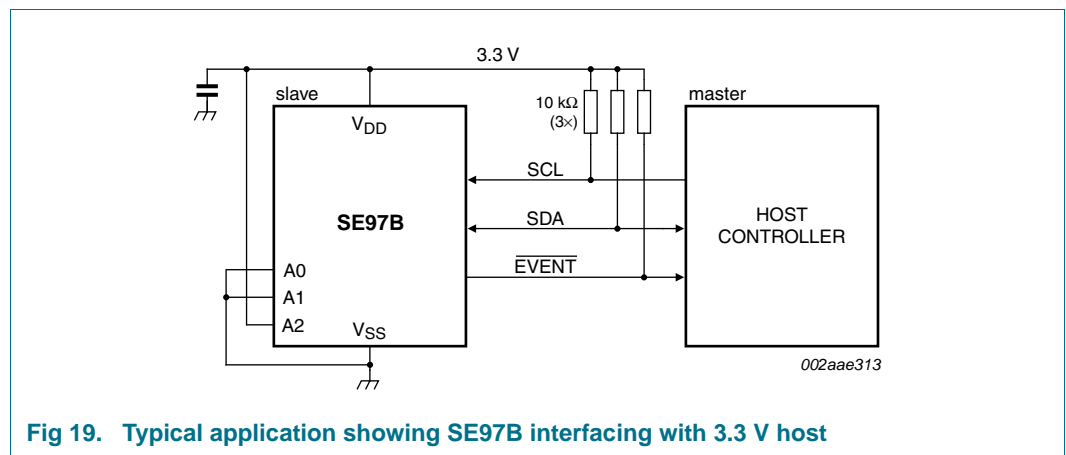 3.3 V
slave
10 kΩ
(3×)
master
VDD
SCL
SE97B
SDA
HOST
CONTROLLER
EVENT
A0
A1
A2
VSS
002aae313
Fig 19. Typical application showing SE97B interfacing with 3.3 V host